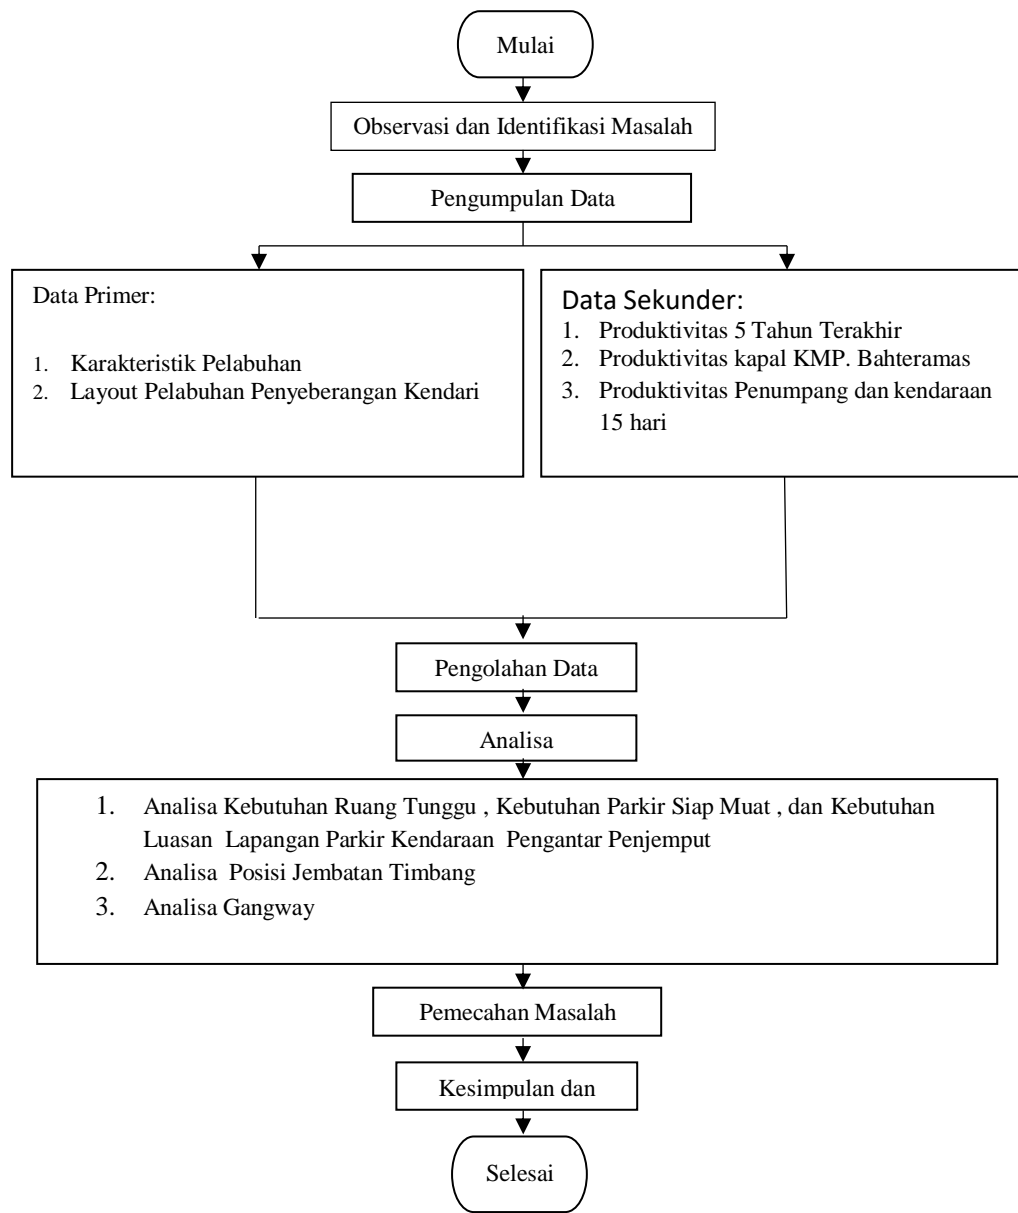 Mulai
Observasi dan Identifikasi Masalah
Pengumpulan Data
Data Primer:
1. Karakteristik Pelabuhan
2. Layout Pelabuhan Penyeberangan Kendari
Data Sekunder:
1. Produktivitas 5 Tahun Terakhir
2. Produktivitas kapal KMP. Bahteramas
3. Produktivitas Penumpang dan kendaraan
15 hari
Pengolahan Data
Analisa
1. Analisa Kebutuhan Ruang Tunggu , Kebutuhan Parkir Siap Muat , dan Kebutuhan
Luasan Lapangan Parkir Kendaraan Pengantar Penjemput
2. Analisa Posisi Jembatan Timbang
3. Analisa Gangway
Pemecahan Masalah
Kesimpulan dan
Selesai